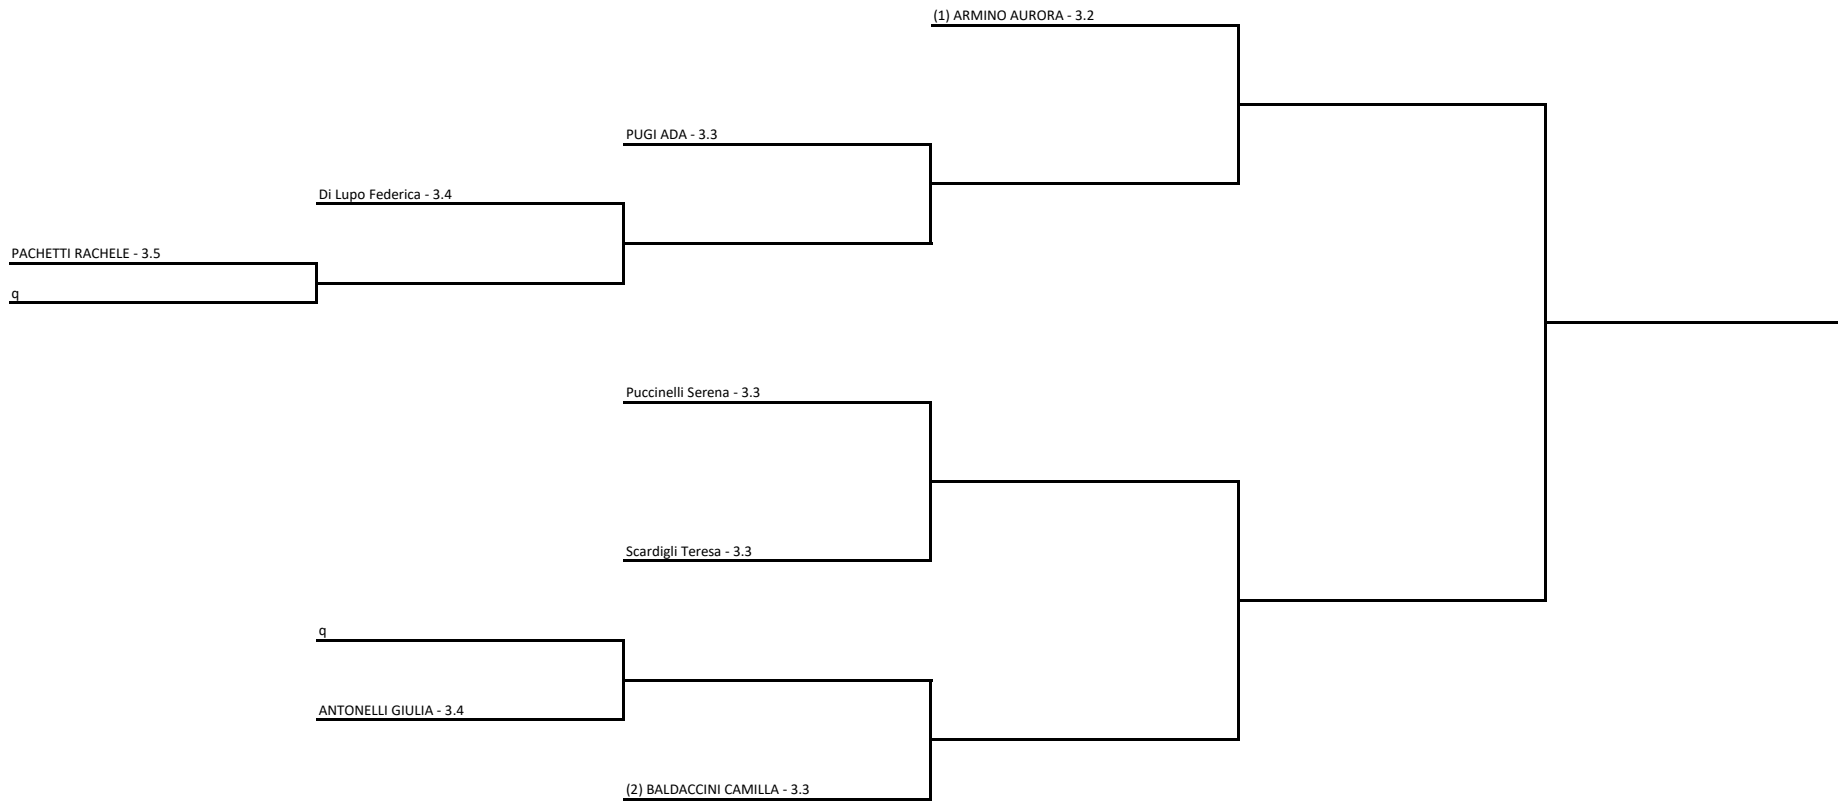 (1) ARMINO AURORA - 3.2
PUGI ADA - 3.3
Di Lupo Federica - 3.4
PACHETTI RACHELE - 3.5
q
Puccinelli Serena - 3.3
Scardigli Teresa - 3.3
q
ANTONELLI GIULIA - 3.4
(2) BALDACCINI CAMILLA - 3.3